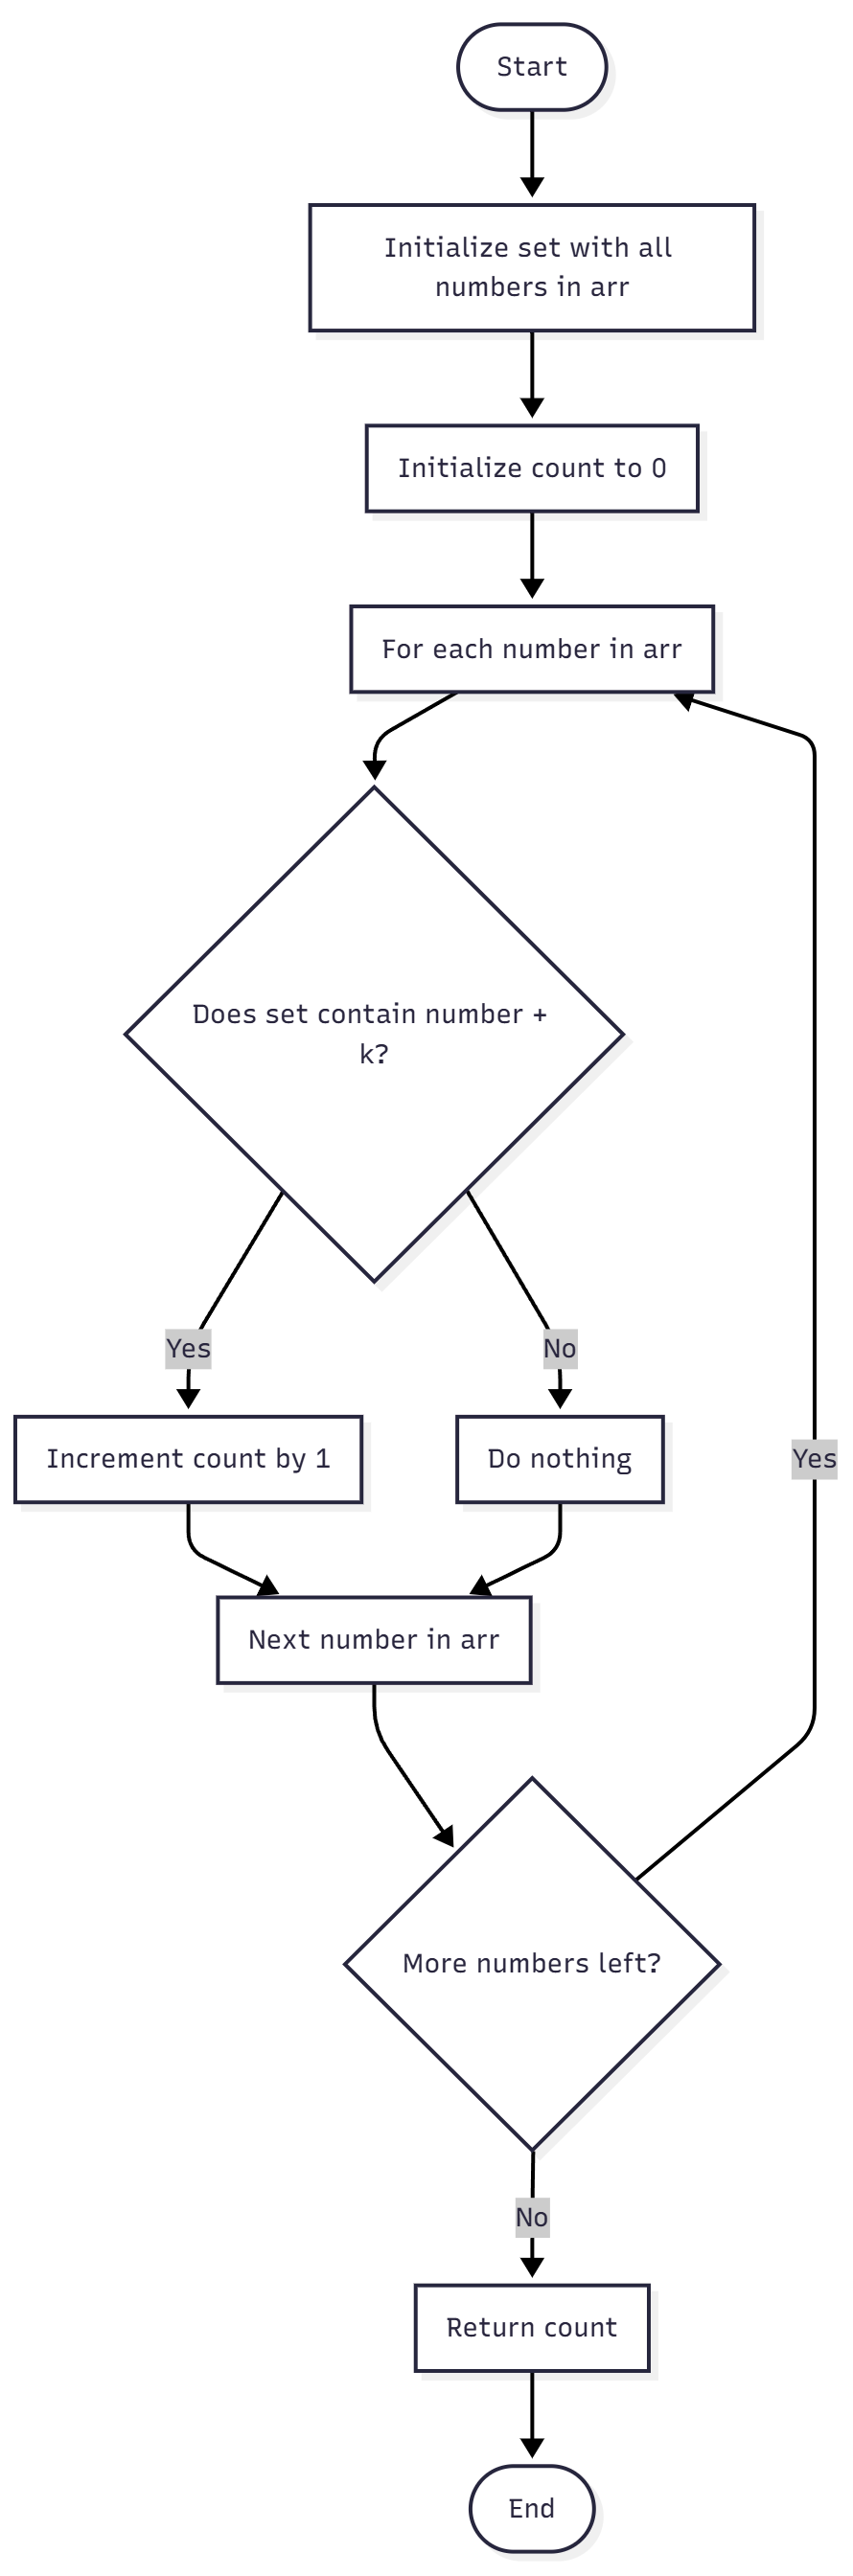 Start
Initialize set with all
numbers in arr
Initialize count to 0
For each number in arr
Does set contain number +
k?
Yes
No
Increment count by 1
Do nothing
Yes
Next number in arr
More numbers left?
No
Return count
End